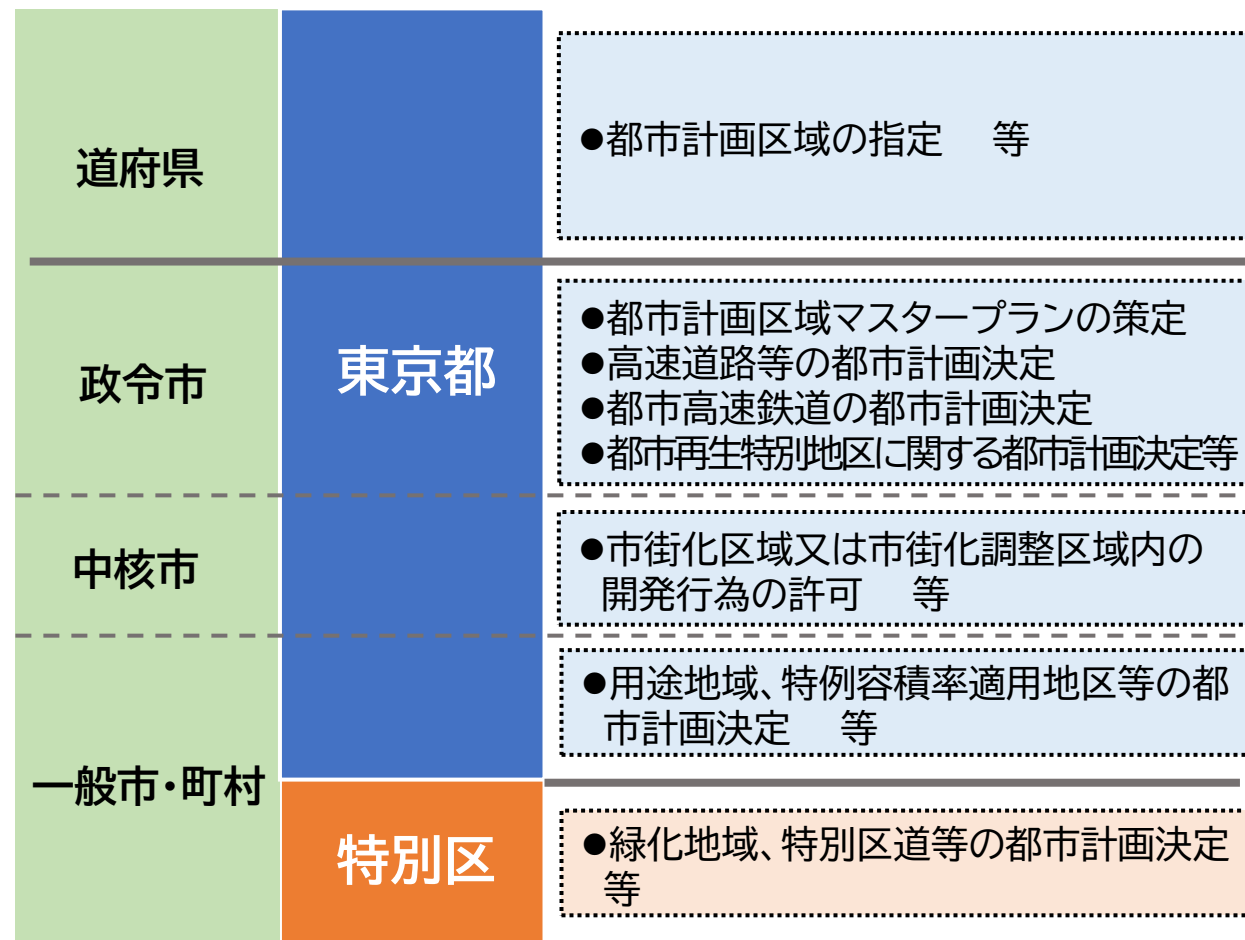 道府県
●都市計画区域の指定　等
政令市
東京都
●都市計画区域マスタープランの策定
●高速道路等の都市計画決定
●都市高速鉄道の都市計画決定
●都市再生特別地区に関する都市計画決定等
中核市
●市街化区域又は市街化調整区域内の
開発行為の許可　等
●用途地域、特例容積率適用地区等の都
市計画決定　等
一般市・町村
特別区
●緑化地域、特別区道等の都市計画決定
等